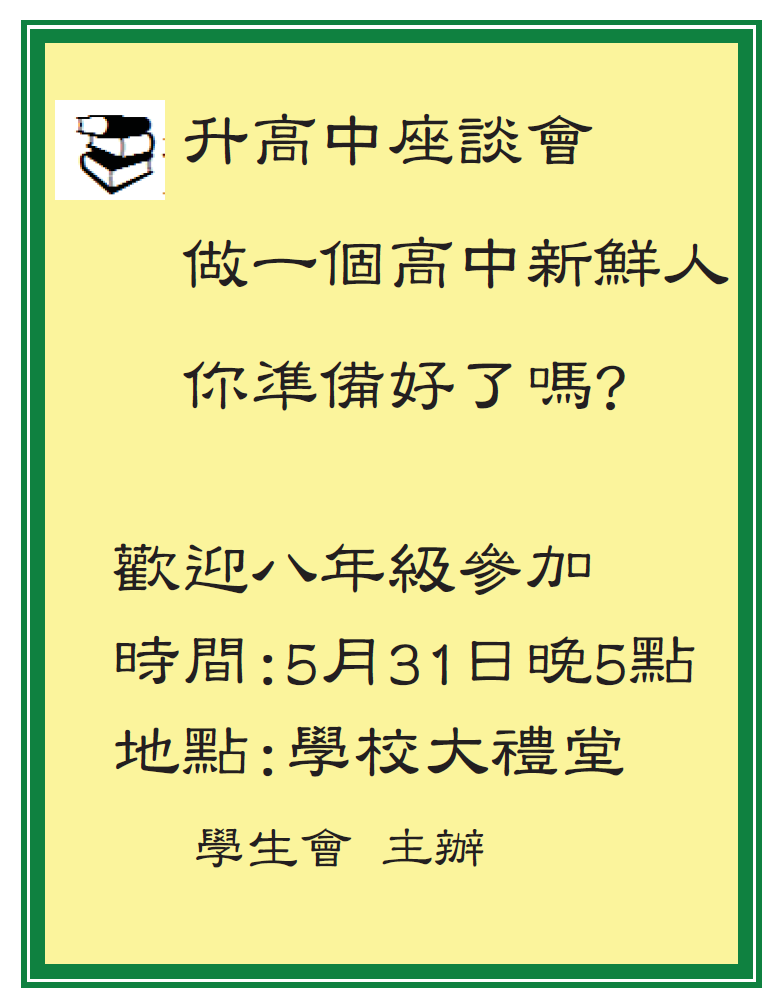 升高中座談會
做一個高中新鮮人
你準備好了嗎?
歡迎八年級參加
時間:5月31日晚5點
地點:學校大禮堂
學生會 主辦